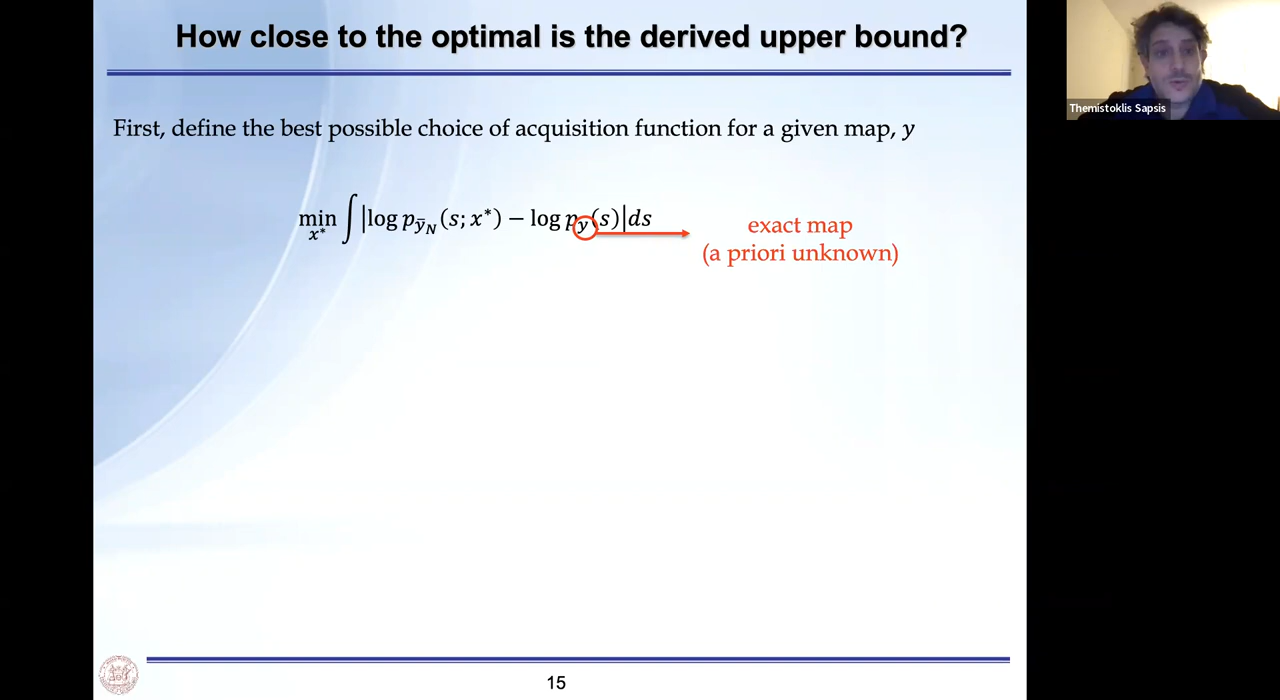 How close to the optimal is the derived upper bound?
Themistoklis Sapsis
First, define the best possible choice of acquisition function for a given map, y
min_{x*} ∫ |log p_{ȳ_N}(s; x*) − log p_y(s)| ds
exact map
(a priori unknown)
15